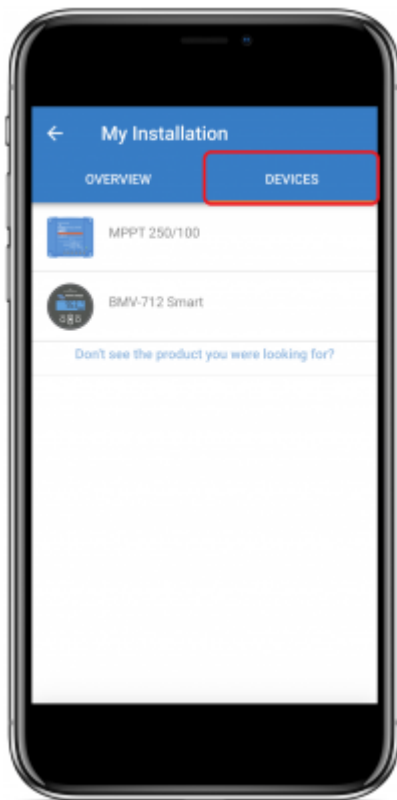 My Installation
OVERVIEW
DEVICES
MPPT 250/100
BMV-712 Smart
Don't see the product you were looking for?